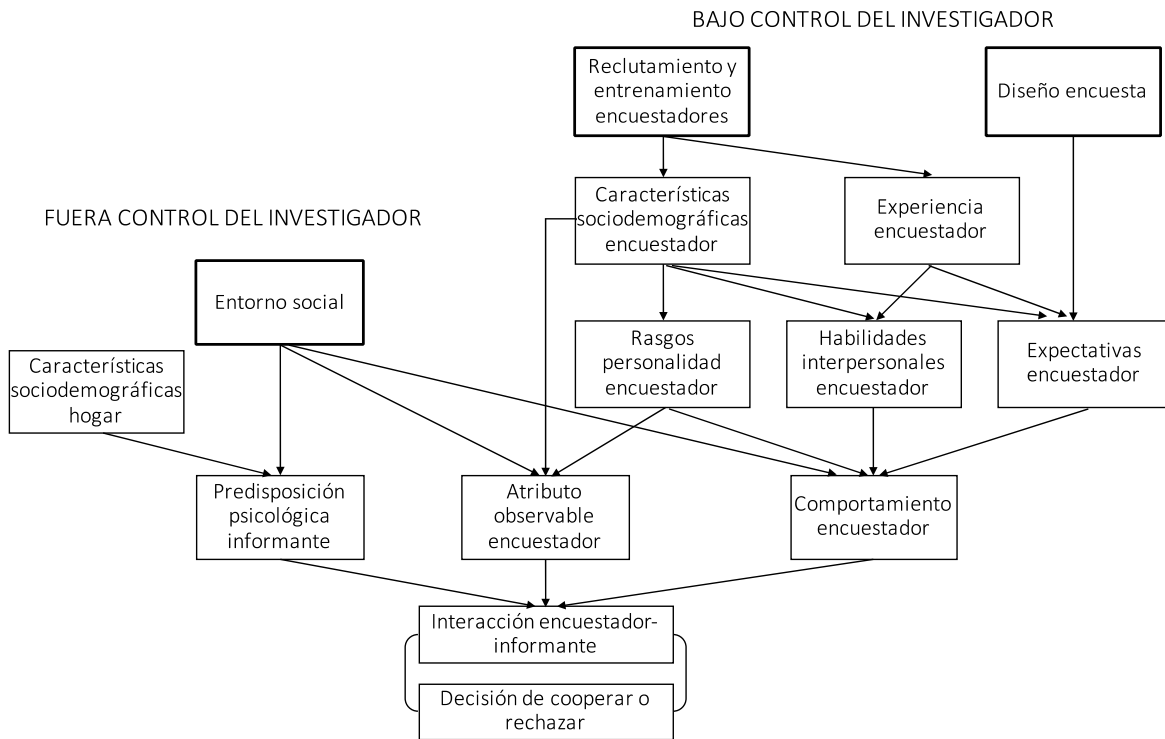 BAJO CONTROL DEL INVESTIGADOR
Reclutamiento y
entrenamiento
encuestadores
Diseño encuesta
Característícas
sociodemográficas
encuestador
Experiencia
encuestador
FUERA CONTROL DEL INVESTIGADOR
Entorno social
Característícas
sociodemográficas
hogar
Rasgos
personalidad
encuestador
Habilidades
interpersonales
encuestador
Expectativas
encuestador
Predisposición
psicológica
informante
Atributo
observable
encuestador
Comportamiento
encuestador
Interacción encuestador-
informante
Decisión de cooperar o
rechazar